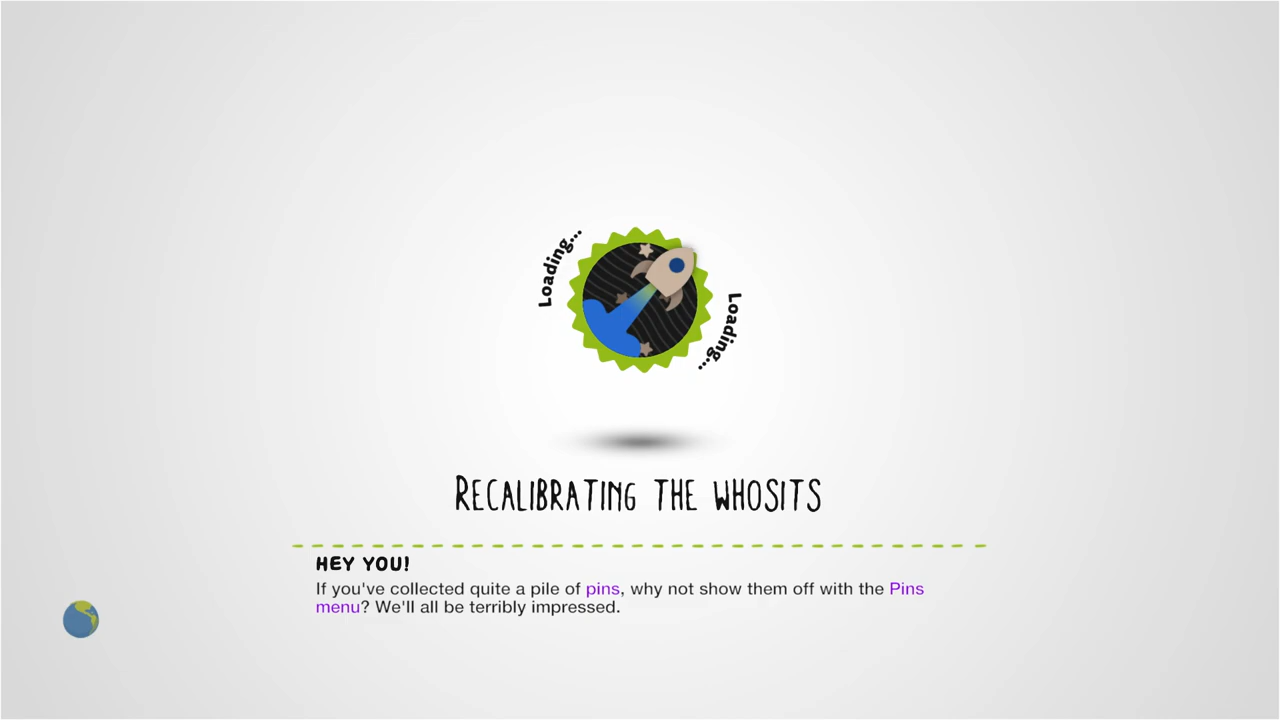 Loading...
Loading...
RECALIBRATING THE WHOSITS
HEY YOU!
If you've collected quite a pile of pins, why not show them off with the Pins
menu? We'll all be terribly impressed.